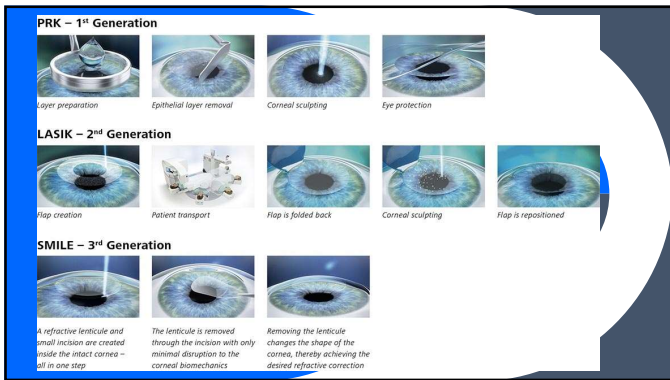 PRK – 1st Generation
Layer preparation
Epithelial layer removal
Corneal sculpting
Eye protection
LASIK – 2nd Generation
Flap creation
Patient transport
Flap is folded back
Corneal sculpting
Flap is repositioned
SMILE – 3rd Generation
A refractive lenticule and
small incision are created
inside the intact cornea –
all in one step
The lenticule is removed
through the incision with only
minimal disruption to the
corneal biomechanics
Removing the lenticule
changes the shape of the
cornea, thereby achieving the
desired refractive correction